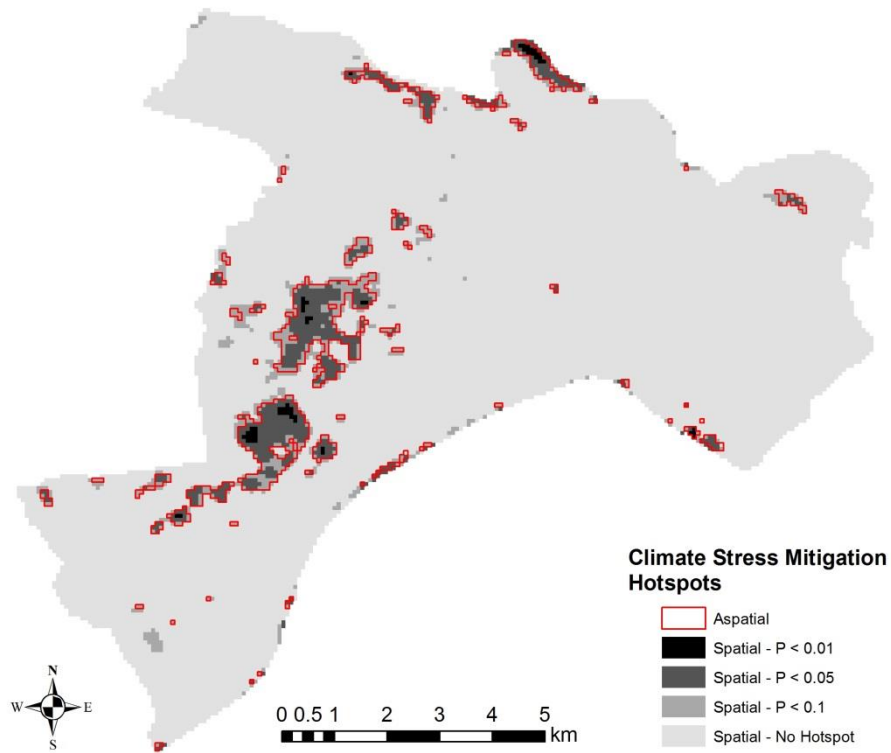 Climate Stress Mitigation
Hotspots
Aspatial
Spatial - P < 0.01
Spatial - P < 0.05
Spatial - P < 0.1
Spatial - No Hotspot
N
W E
S
0 0.5 1 2 3 4 5
km